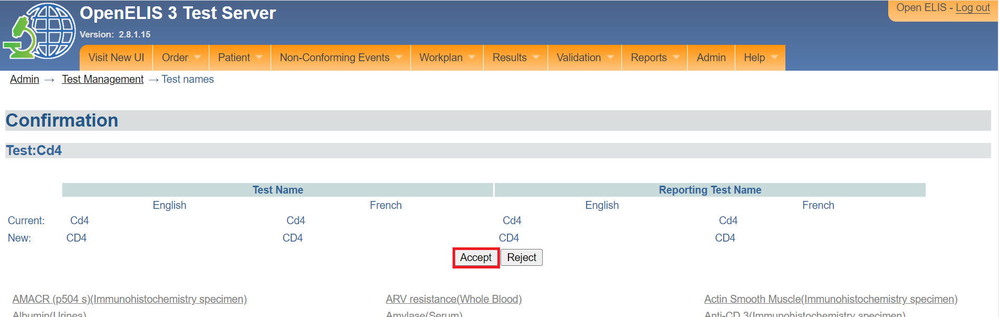 OpenELIS 3 Test Server
Open ELIS - Log out
Version: 2.8.1.15
Visit New UI Order Patient Non-Conforming Events Workplan Results Validation Reports Admin Help
Admin → Test Management → Test names
Confirmation
Test:Cd4
Test Name Reporting Test Name
English French English French
Current: Cd4 Cd4 Cd4 Cd4
New: CD4 CD4 CD4 CD4
Accept Reject
AMACR (p504 s)(Immunohistochemistry specimen) ARV resistance(Whole Blood) Actin Smooth Muscle(Immunohistochemistry specimen)
Albumin(Urines) Amylase(Serum) Anti-CD 3(Immunohistochemistry specimen)